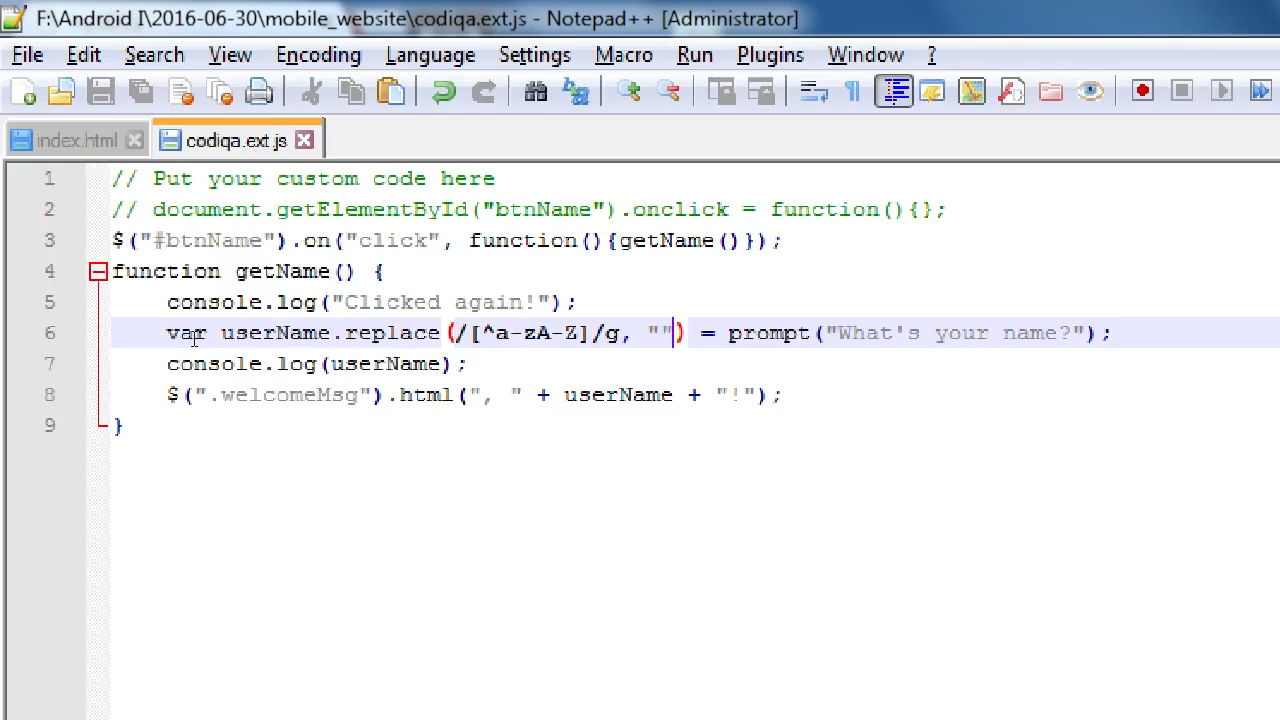 F:\Android I\2016-06-30\mobile_website\codiqa.ext.js - Notepad++ [Administrator]
File Edit Search View Encoding Language Settings Macro Run Plugins Window ?
index.html codiqa.ext.js
1 // Put your custom code here
2 // document.getElementById("btnName").onclick = function(){};
3 $("#btnName").on("click", function(){getName()});
4 function getName() {
5 console.log("Clicked again!");
6 var userName.replace(/[^a-zA-Z]/g, "") = prompt("What's your name?");
7 console.log(userName);
8 $(".welcomeMsg").html(", " + userName + "!");
9 }